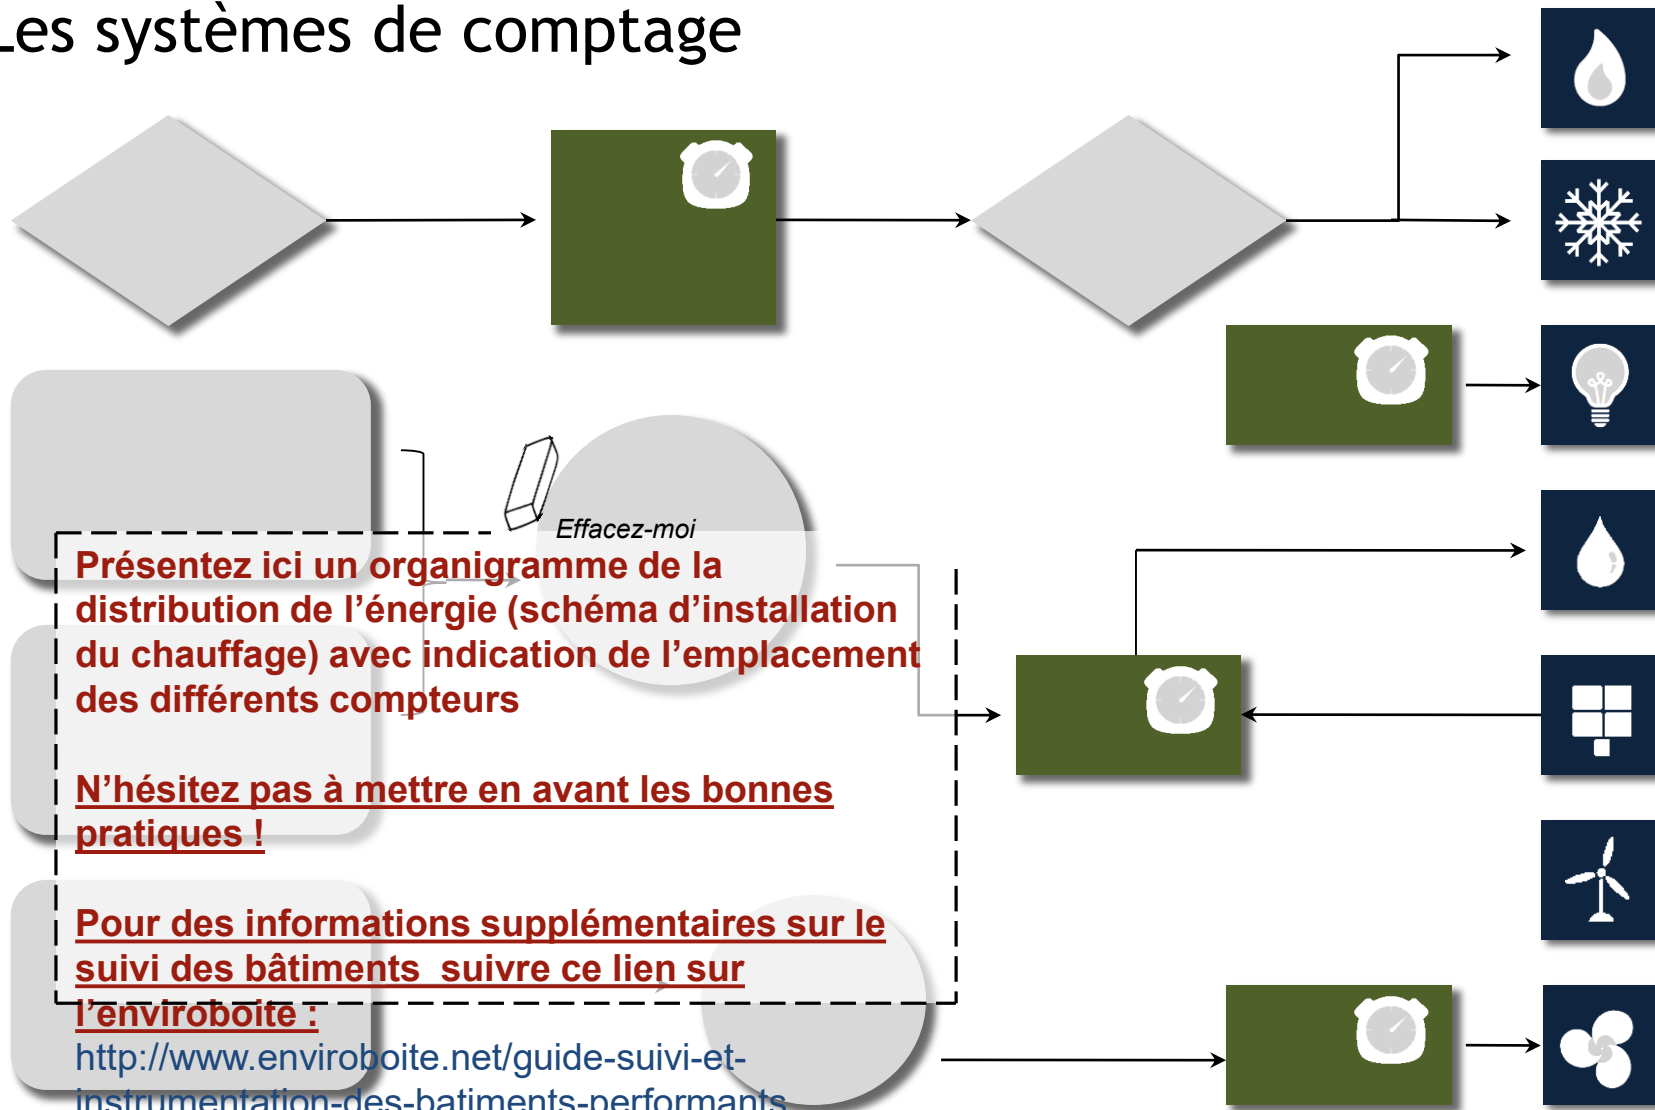 Les systèmes de comptage
Effacez-moi
Présentez ici un organigramme de la
distribution de l’énergie (schéma d’installation
du chauffage) avec indication de l’emplacement
des différents compteurs
N’hésitez pas à mettre en avant les bonnes
pratiques !
Pour des informations supplémentaires sur le
suivi des bâtiments  suivre ce lien sur
l’enviroboite :
http://www.enviroboite.net/guide-suivi-et-
instrumentation-des-batiments-performants